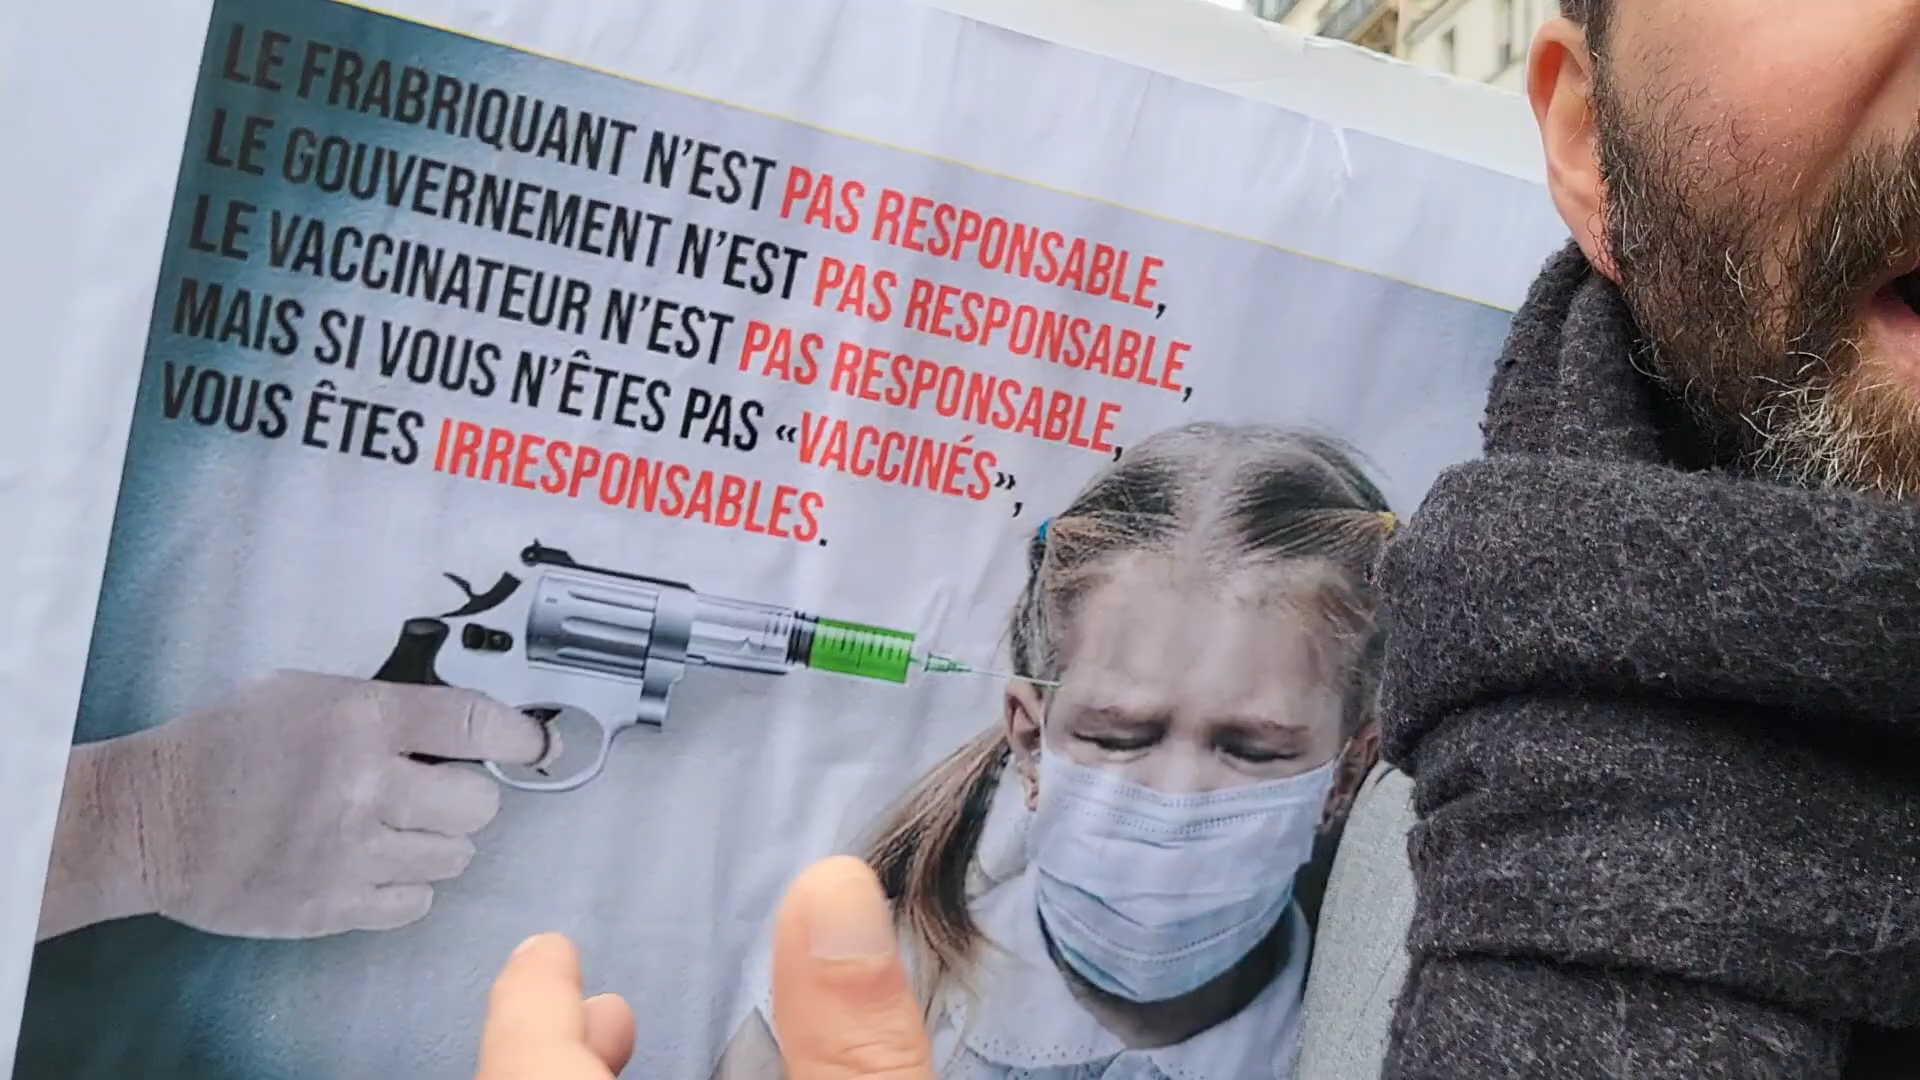 LE FRABRIQUANT N'EST PAS RESPONSABLE,
LE GOUVERNEMENT N'EST PAS RESPONSABLE,
LE VACCINATEUR N'EST PAS RESPONSABLE,
MAIS SI VOUS N'ÊTES PAS «VACCINÉS»,
VOUS ÊTES IRRESPONSABLES.